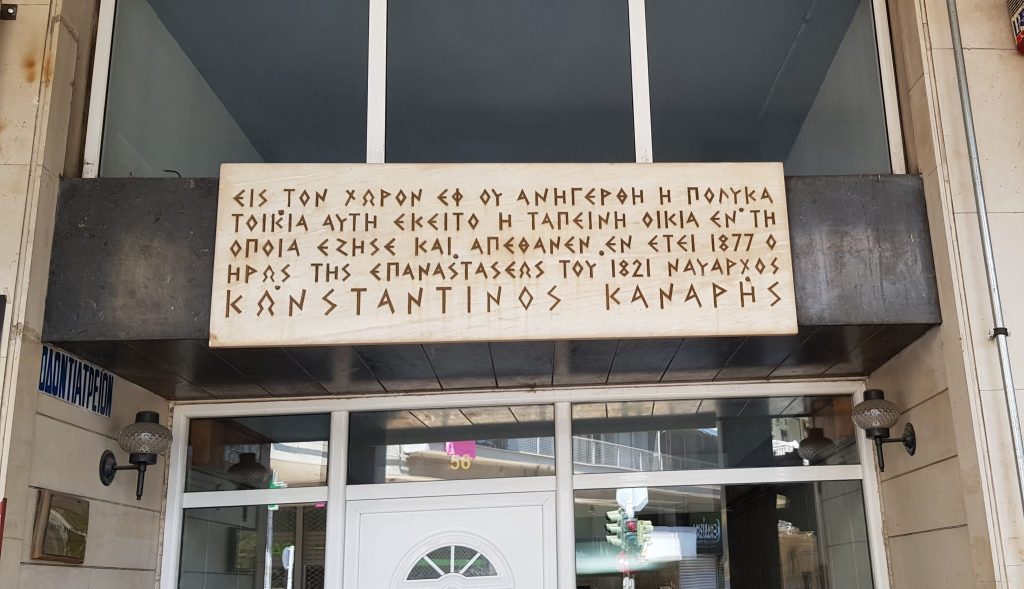 ΕΙΣ ΤΟΝ ΧΩΡΟΝ ΕΦ ΟΥ ΑΝΗΓΕΡΘΗ Η ΠΟΛΥΚΑ
ΤΟΙΚΙΑ ΑΥΤΗ ΕΚΕΙΤΟ Η ΤΑΠΕΙΝΗ ΟΙΚΙΑ ΕΝ ΤΗ
ΟΠΟΙΑ ΕΖΗΣΕ ΚΑΙ ΑΠΕΘΑΝΕΝ ΕΝ ΕΤΕΙ 1877 Ο
ΗΡΩΣ ΤΗΣ ΕΠΑΝΑΣΤΑΣΕΩΣ ΤΟΥ 1821 ΝΑΥΑΡΧΟΣ
ΚΩΝΣΤΑΝΤΙΝΟΣ ΚΑΝΑΡΗΣ
ΟΔΟΝΤΙΑΤΡΕΙΟΝ
56